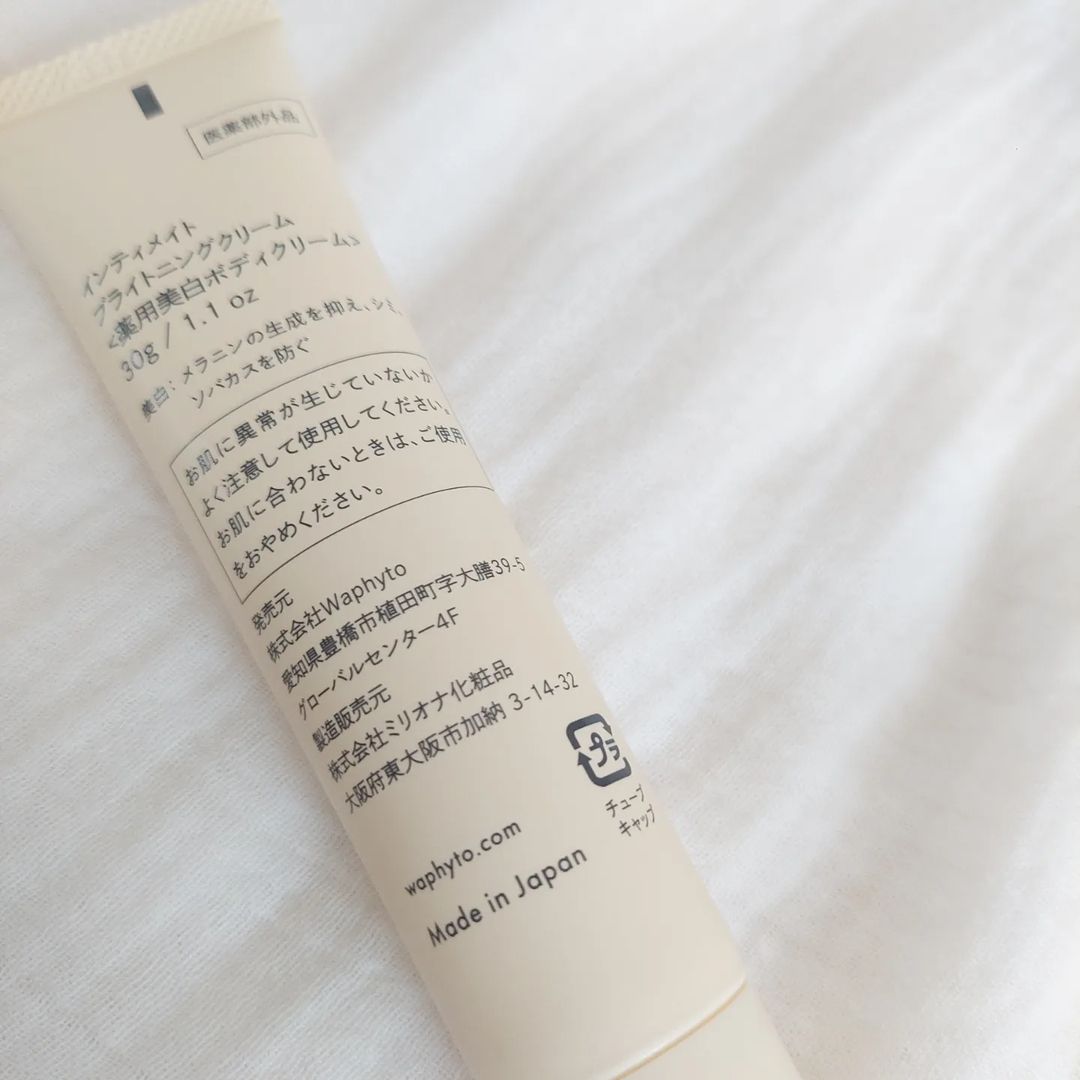 医薬部外品
インティメイト
ブライトニングクリーム
<薬用美白ボディクリーム>
30g / 1.1 oz
美白：メラニンの生成を抑え、シミ、
ソバカスを防ぐ
お肌に異常が生じていないか
よく注意して使用してください。
お肌に合わないときは、ご使用
をおやめください。
発売元
株式会社Waphyto
愛知県豊橋市植田町字大膳39-5
グローバルセンター4F
製造販売元
株式会社ミリオナ化粧品
大阪府東大阪市加納 3-14-32
プラ
チューブ
キャップ
waphyto.com
Made in Japan